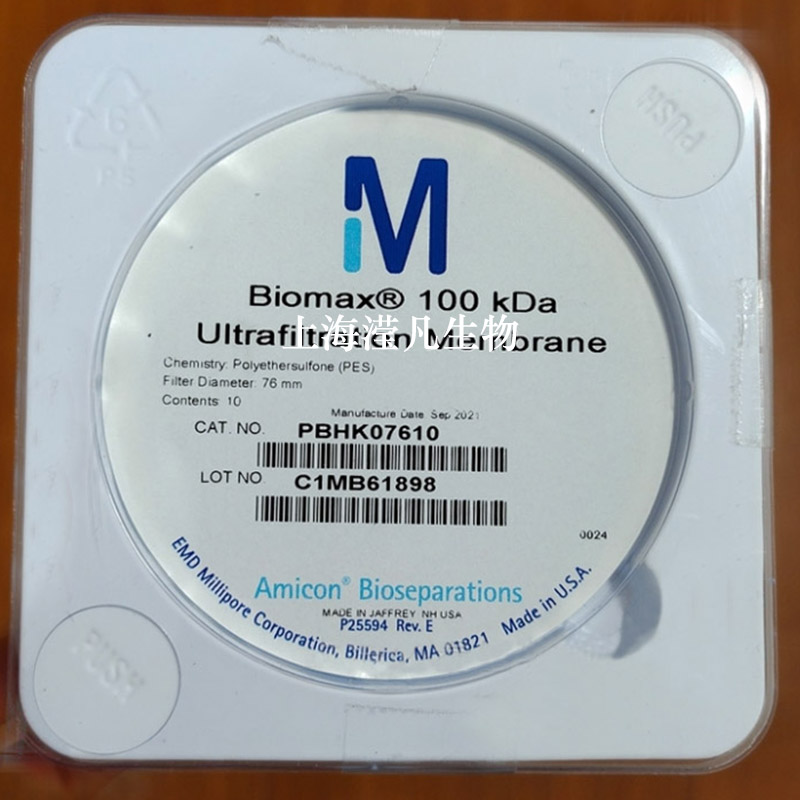 6
PS
PUSH
M
Biomax® 100 kDa
Ultrafiltration Membrane
上海滢凡生物
Chemistry: Polyethersulfone (PES)
Filter Diameter: 76 mm
Contents: 10
Manufacture Date: Sep 2021
CAT. NO. PBHK07610
LOT NO. C1MB61898
0024
Amicon® Bioseparations
MADE IN JAFFREY NH USA
P25594 Rev. E
EMD Millipore Corporation, Billerica, MA 01821 Made in U.S.A.
PUSH